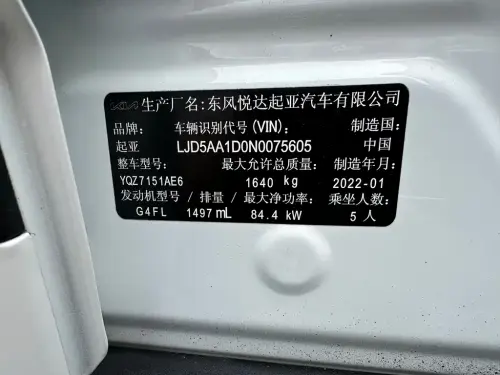 KIA 生产厂名:东风悦达起亚汽车有限公司
品牌: 车辆识别代号(VIN): 制造国:
起亚 LJD5AA1D0N0075605 中国
整车型号: 最大允许总质量: 制造年月:
YQZ7151AE6 1640 kg 2022-01
发动机型号 / 排量 / 最大净功率: 乘坐人数:
G4FL 1497 mL 84.4 kW 5 人